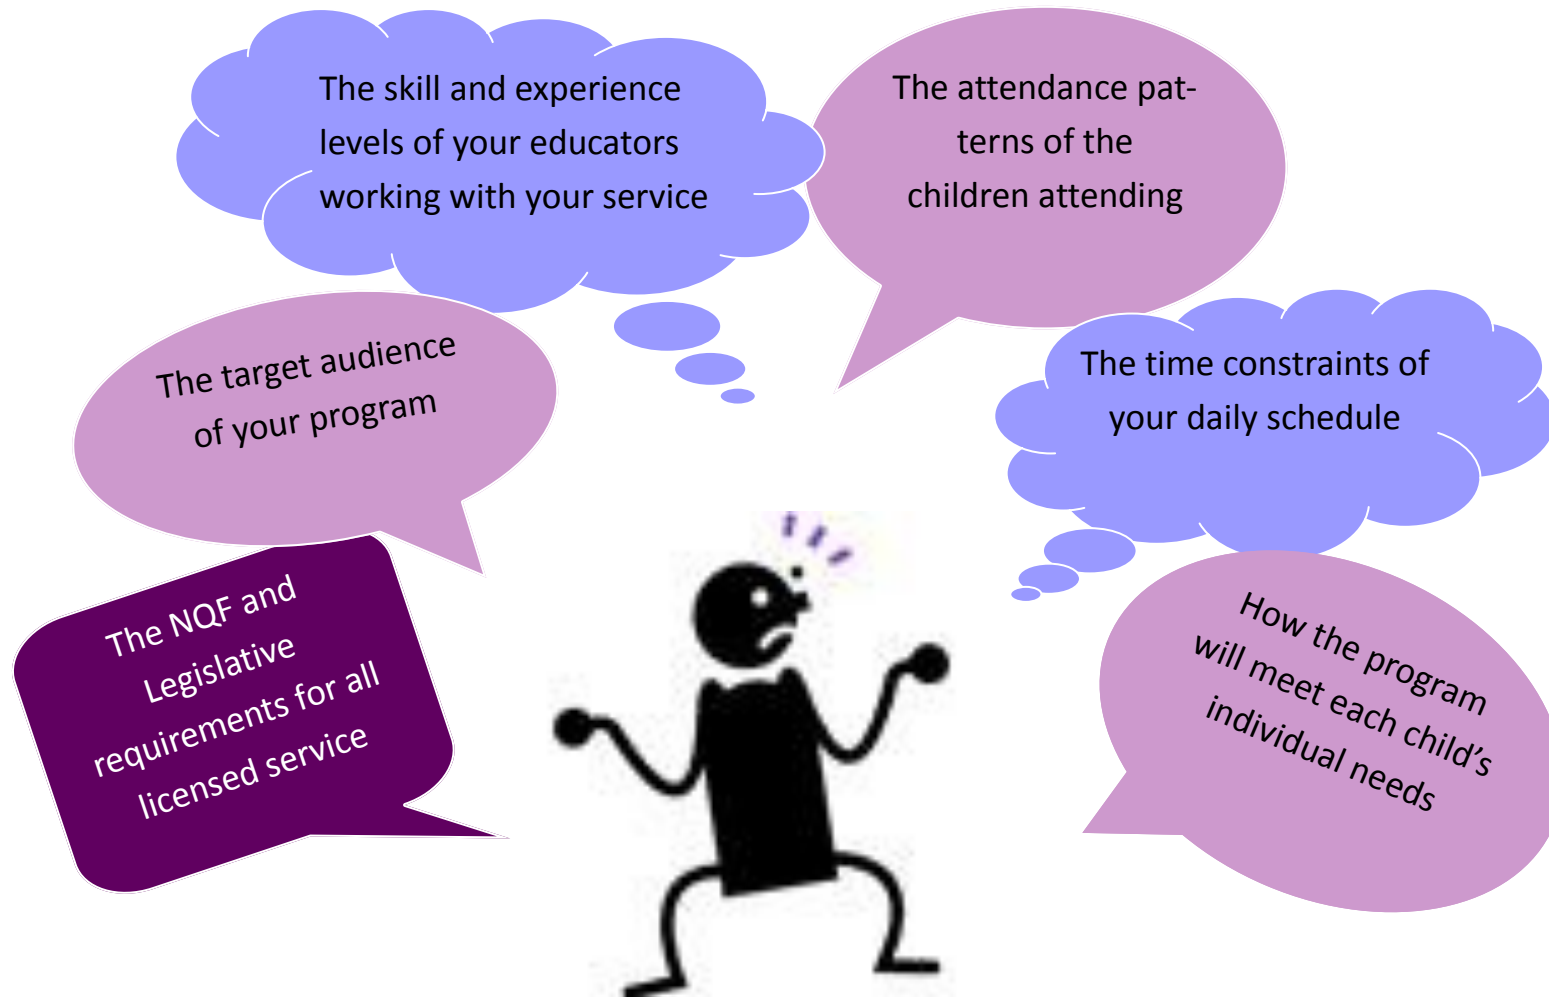 The skill and experience
levels of your educators
working with your service
The attendance pat-
terns of the
children attending
The target audience
of your program
The time constraints of
your daily schedule
The NQF and
Legislative
requirements for all
licensed service
How the program
will meet each child’s
individual needs